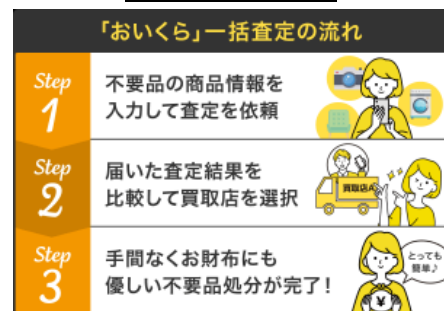 「おいくら」一括査定の流れ
Step
1
不要品の商品情報を
入力して査定を依頼
Step
2
届いた査定結果を
比較して買取店を選択
買取店A
Step
3
手間なくお財布にも
優しい不要品処分が完了！
とっても
簡単♪
¥